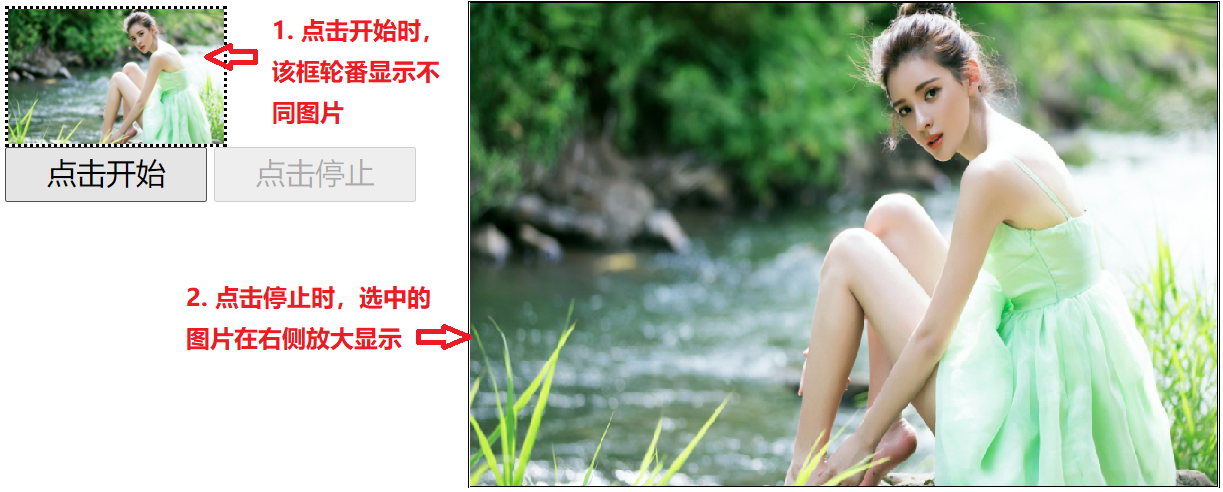 1. 点击开始时，
该框轮番显示不
同图片
点击开始
点击停止
2. 点击停止时，选中的
图片在右侧放大显示